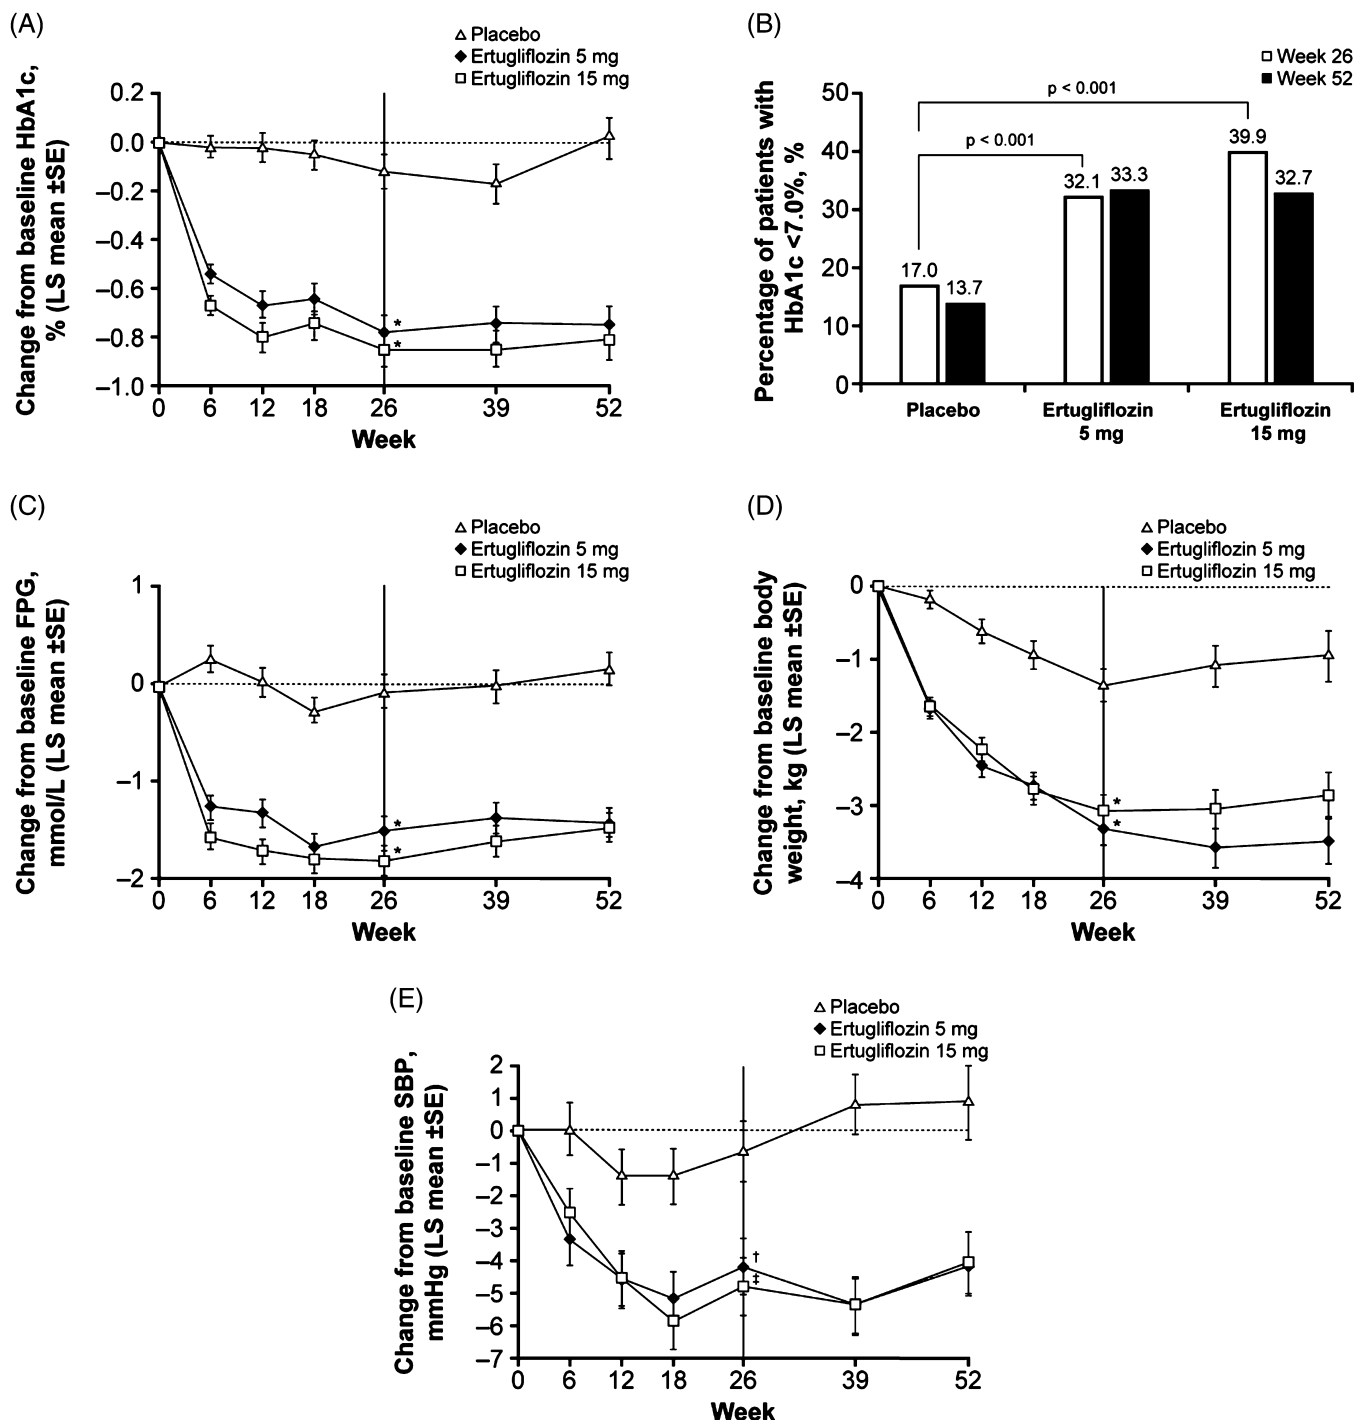 (A)
Placebo
Ertugliflozin 5 mg
Ertugliflozin 15 mg
Change from baseline HbA1c,
% (LS mean ±SE)
0.2
0.0
−0.2
−0.4
−0.6
−0.8
−1.0
*
*
0 6 12 18 26 39 52
Week
(B)
Week 26
Week 52
Percentage of patients with
HbA1c <7.0%, %
50
40
30
20
10
0
p < 0.001
p < 0.001
17.0 13.7 32.1 33.3 39.9 32.7
Placebo Ertugliflozin Ertugliflozin
5 mg 15 mg
(C)
Placebo
Ertugliflozin 5 mg
Ertugliflozin 15 mg
Change from baseline FPG,
mmol/L (LS mean ±SE)
1
0
−1
−2
*
*
0 6 12 18 26 39 52
Week
(D)
Placebo
Ertugliflozin 5 mg
Ertugliflozin 15 mg
Change from baseline body
weight, kg (LS mean ±SE)
0
−1
−2
−3
−4
*
*
0 6 12 18 26 39 52
Week
(E)
Placebo
Ertugliflozin 5 mg
Ertugliflozin 15 mg
Change from baseline SBP,
mmHg (LS mean ±SE)
2
1
0
−1
−2
−3
−4
−5
−6
−7
†
‡
0 6 12 18 26 39 52
Week